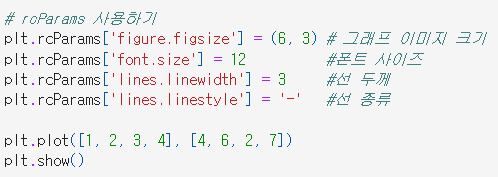 # rcParams 사용하기
plt.rcParams['figure.figsize'] = (6, 3) # 그래프 이미지 크기
plt.rcParams['font.size'] = 12 #폰트 사이즈
plt.rcParams['lines.linewidth'] = 3 #선 두께
plt.rcParams['lines.linestyle'] = '-' #선 종류
plt.plot([1, 2, 3, 4], [4, 6, 2, 7])
plt.show()